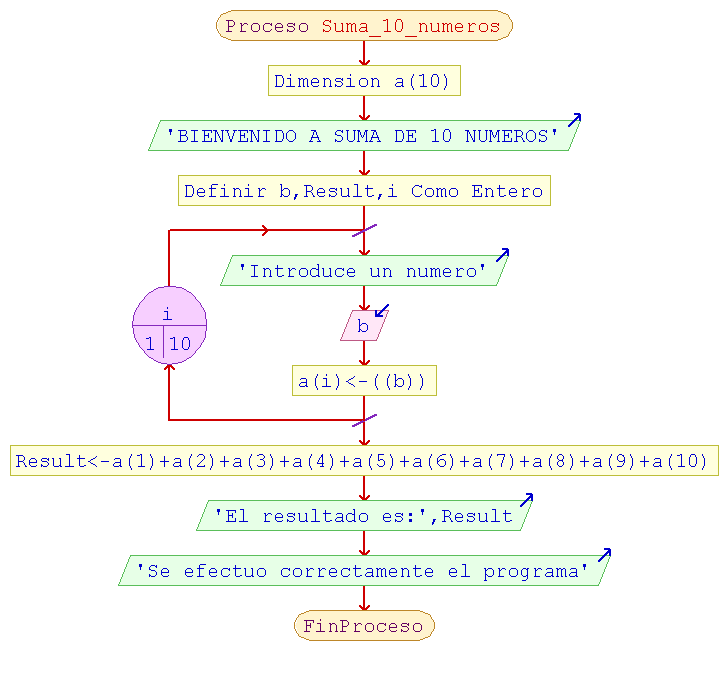 Proceso Suma_10_numeros
Dimension a(10)
'BIENVENIDO A SUMA DE 10 NUMEROS'
Definir b,Result,i Como Entero
'Introduce un numero'
i
1 10
b
a(i)<-((b))
Result<-a(1)+a(2)+a(3)+a(4)+a(5)+a(6)+a(7)+a(8)+a(9)+a(10)
'El resultado es:',Result
'Se efectuo correctamente el programa'
FinProceso